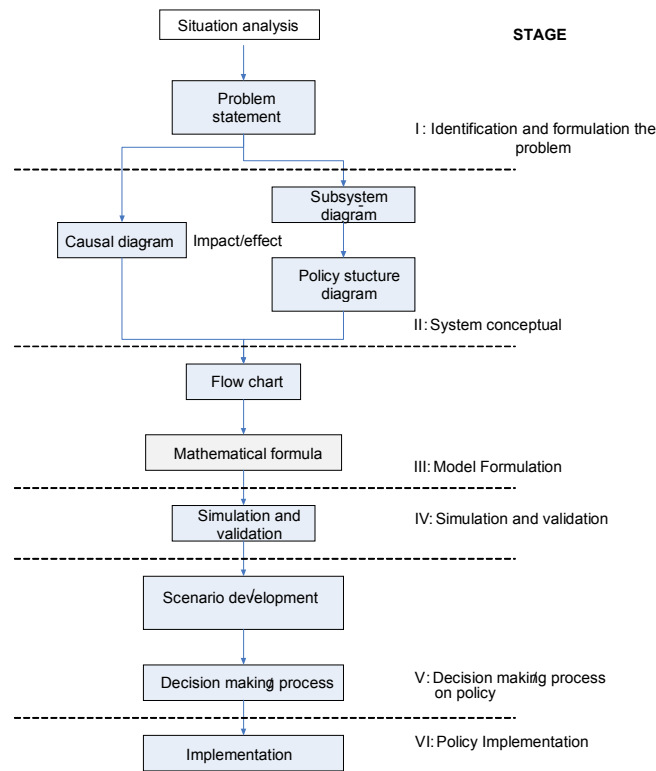 Situation analysis
STAGE
Problem
statement
I : Identification and formulation the
problem
Subsystem
diagram
Causal diagram
Impact/effect
Policy stucture
diagram
II: System conceptual
Flow chart
Mathematical formula
III: Model Formulation
Simulation and
validation
IV: Simulation and validation
Scenario development
Decision making process
V: Decision making process
on policy
Implementation
VI: Policy Implementation